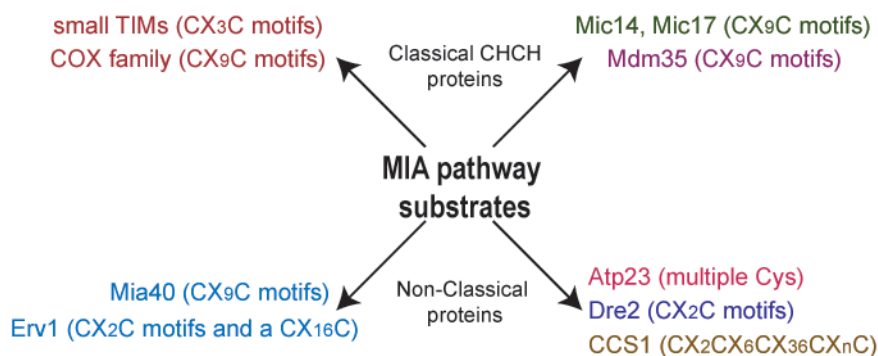 small TIMs (CX3C motifs)
COX family (CX9C motifs)
Classical CHCH
proteins
Mic14, Mic17 (CX9C motifs)
Mdm35 (CX9C motifs)
MIA pathway
substrates
Mia40 (CX9C motifs)
Erv1 (CX2C motifs and a CX16C)
Non-Classical
proteins
Atp23 (multiple Cys)
Dre2 (CX2C motifs)
CCS1 (CX2CX6CX36CXnC)